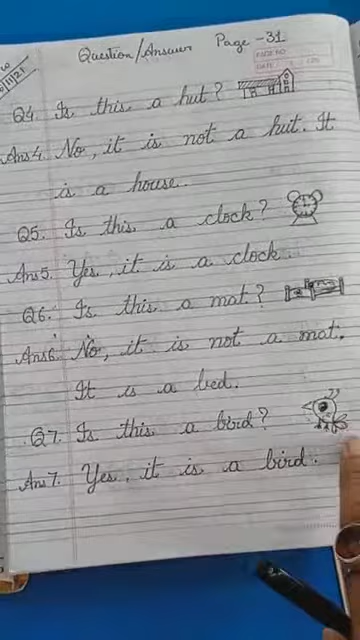 Question/Answer Page -31
Q4 Is this a hut?
Ans4. No, it is not a hut. It
is a house.
Q5. Is this a clock?
Ans5. Yes, it is a clock.
Q6. Is this a mat?
Ans6. No, it is not a mat.
It is a bed.
Q7. Is this a bird?
Ans7. Yes, it is a bird.